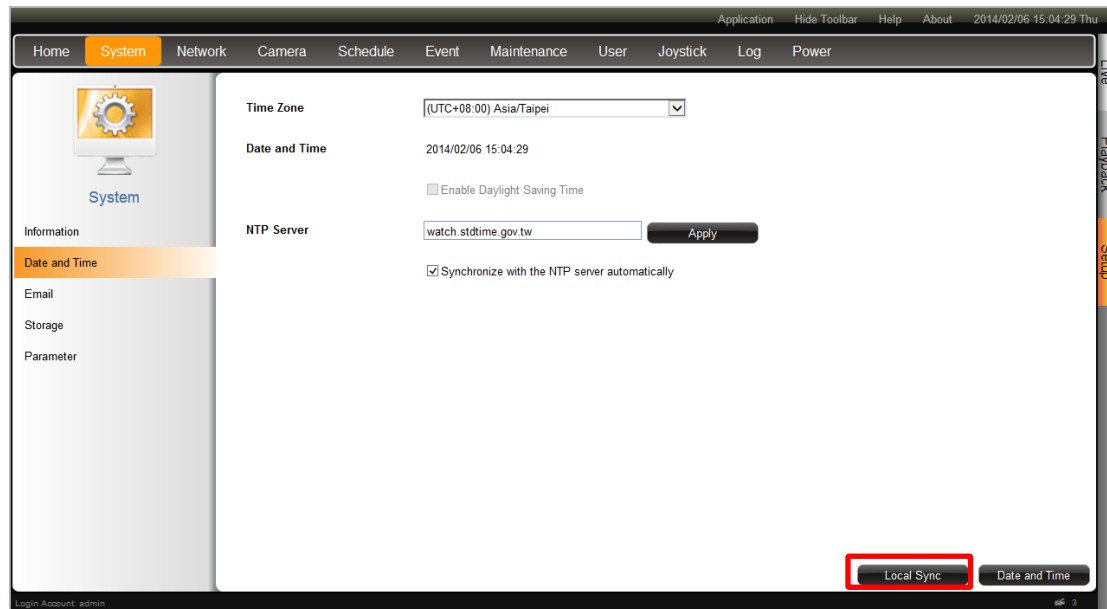 Application Hide Toolbar Help About 2014/02/06 15:04:29 Thu
Home System Network Camera Schedule Event Maintenance User Joystick Log Power
Live
Playback
Setup
System
Information
Date and Time
Email
Storage
Parameter
Time Zone (UTC+08:00) Asia/Taipei
Date and Time 2014/02/06 15:04:29
Enable Daylight Saving Time
NTP Server watch.stdtime.gov.tw Apply
Synchronize with the NTP server automatically
Local Sync Date and Time
Login Account: admin 3